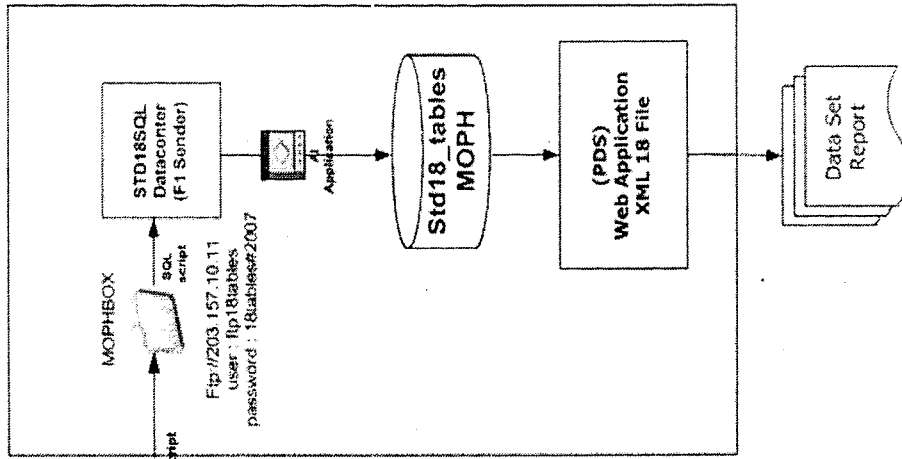 cript
MOPHBOX
SQL
script
Ftp://203.157.10.11
user : ftp18tables
password : 18tables#2007
STD18SQL
Datacenter
(F1 Sender)
Application
Std18_tables
MOPH
(PDS)
Web Application
XML 18 File
Data Set
Report